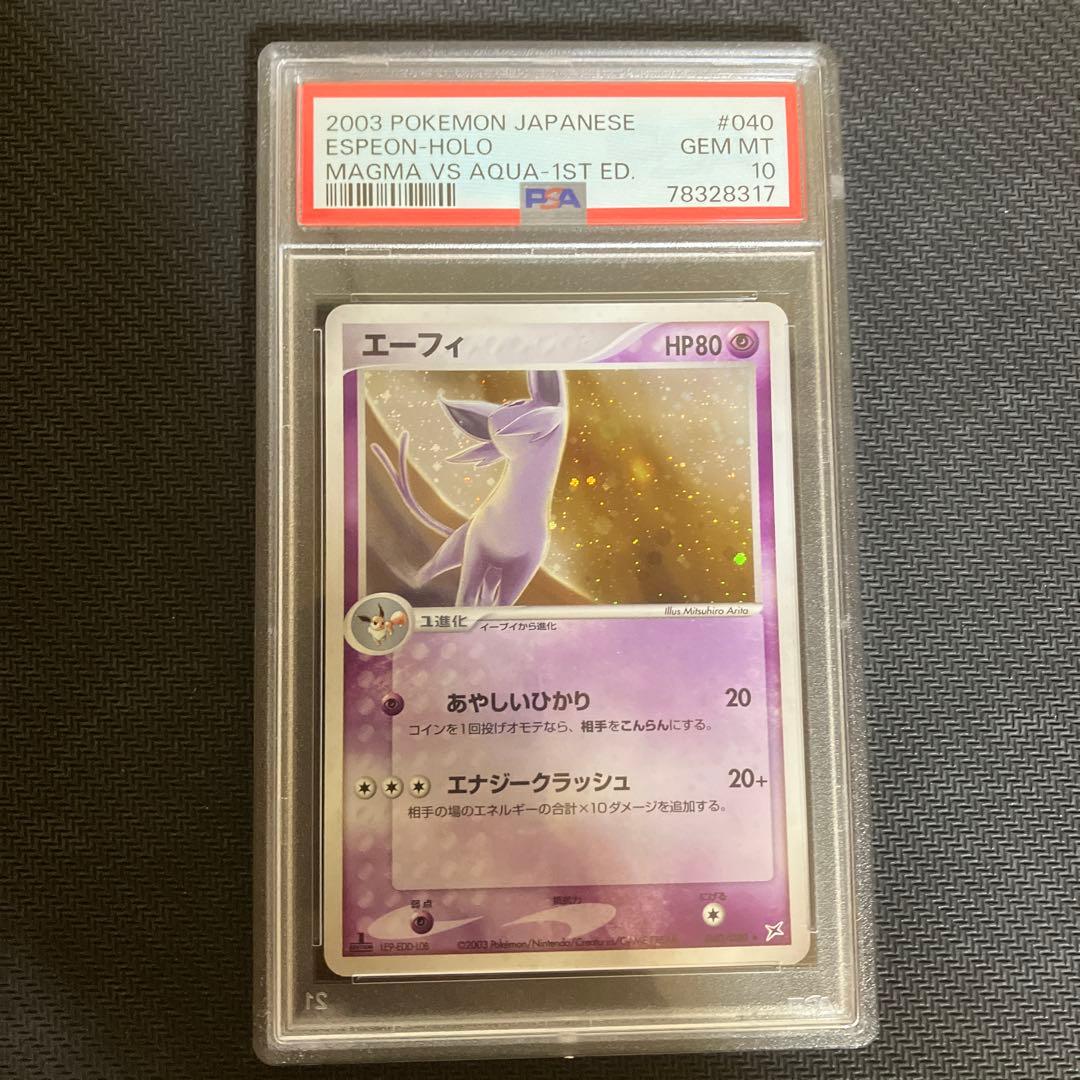 2003 POKEMON JAPANESE #040
ESPEON-HOLO GEM MT
MAGMA VS AQUA-1ST ED. 10
PSA 78328317
エーフィ HP80
Illus Mitsuhiro Arita
1進化 イーブイから進化
あやしいひかり 20
コインを1回投げオモテなら、相手をこんらんにする。
エナジークラッシュ 20+
相手の場のエネルギーの合計×10ダメージを追加する。
弱点 抵抗力 にげる
1 EDITION LEP-EDD-LOB ©2003 Pokémon/Nintendo/Creatures/GAME FREAK
21